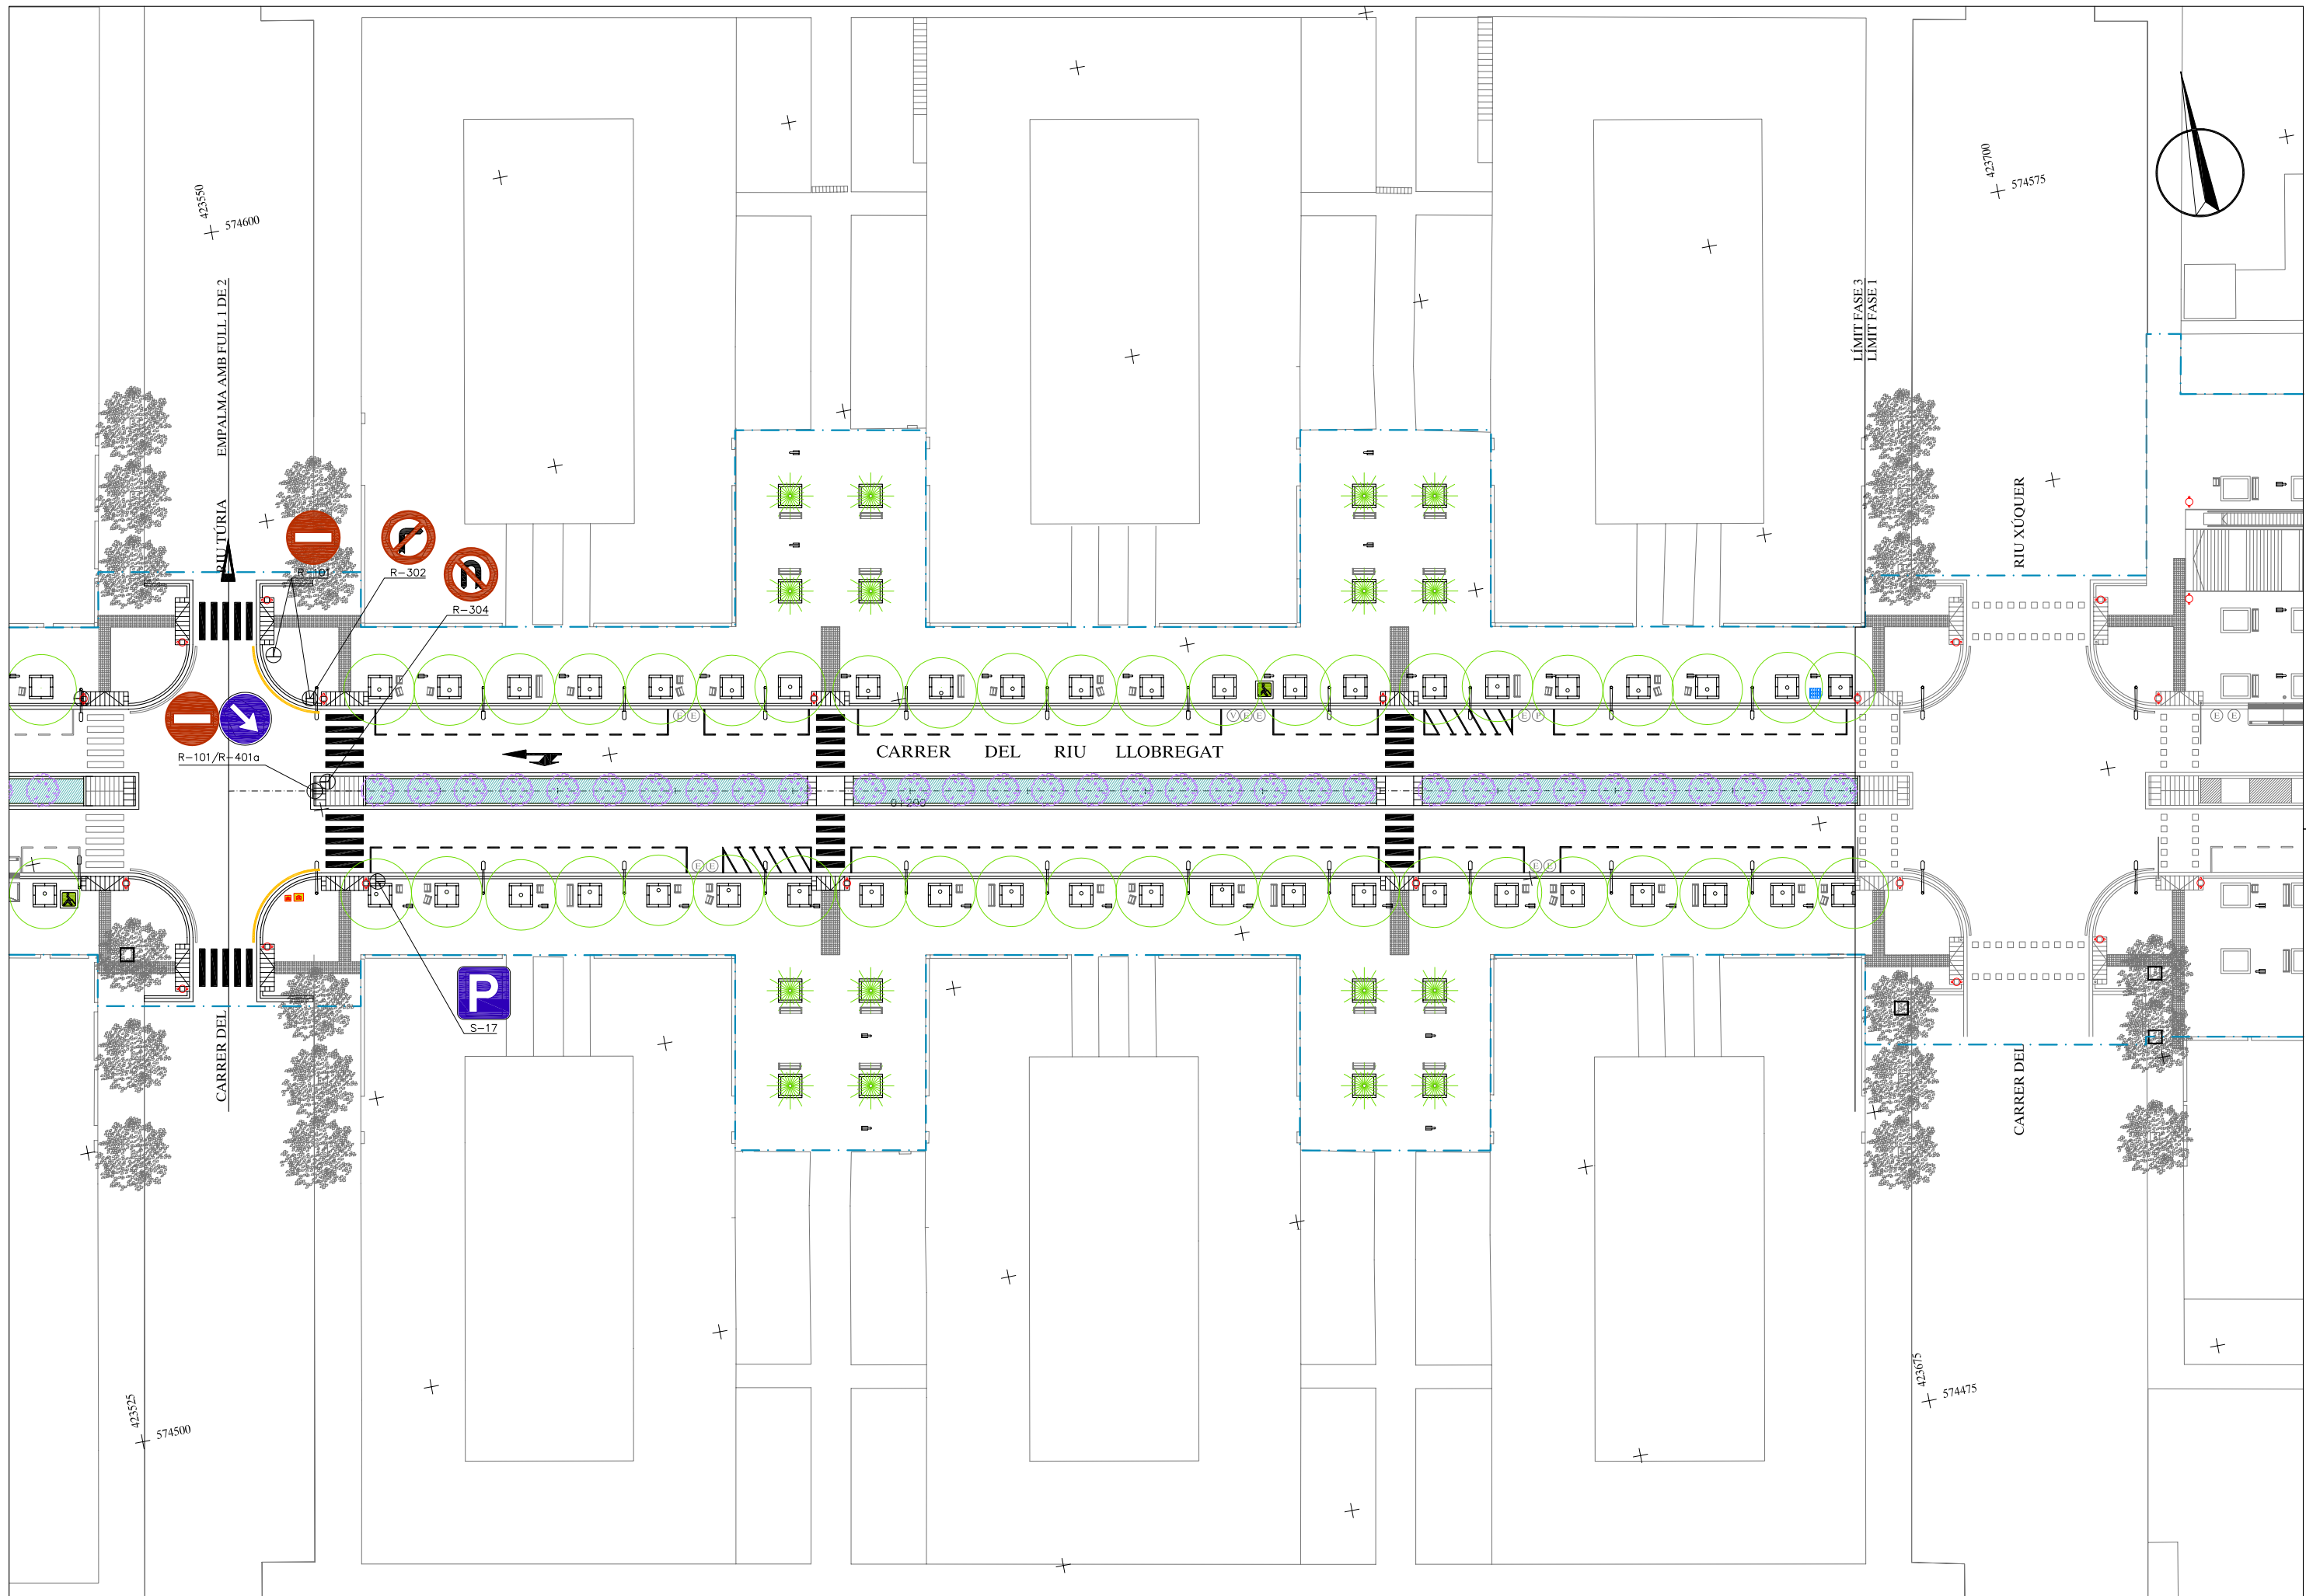 423550
574600
423700
574575
EMPALMA AMB FULL 1 DE 2
LÍMIT FASE 3
LÍMIT FASE 1
RIU TÚRIA
RIU XÚQUER
R-101
R-302
R-304
E E
V E E
E P
E E
CARRER DEL RIU LLOBREGAT
R-101/R-401a
0+200
E E
E E
P
S-17
CARRER DEL
CARRER DEL
423525
574500
423675
574475